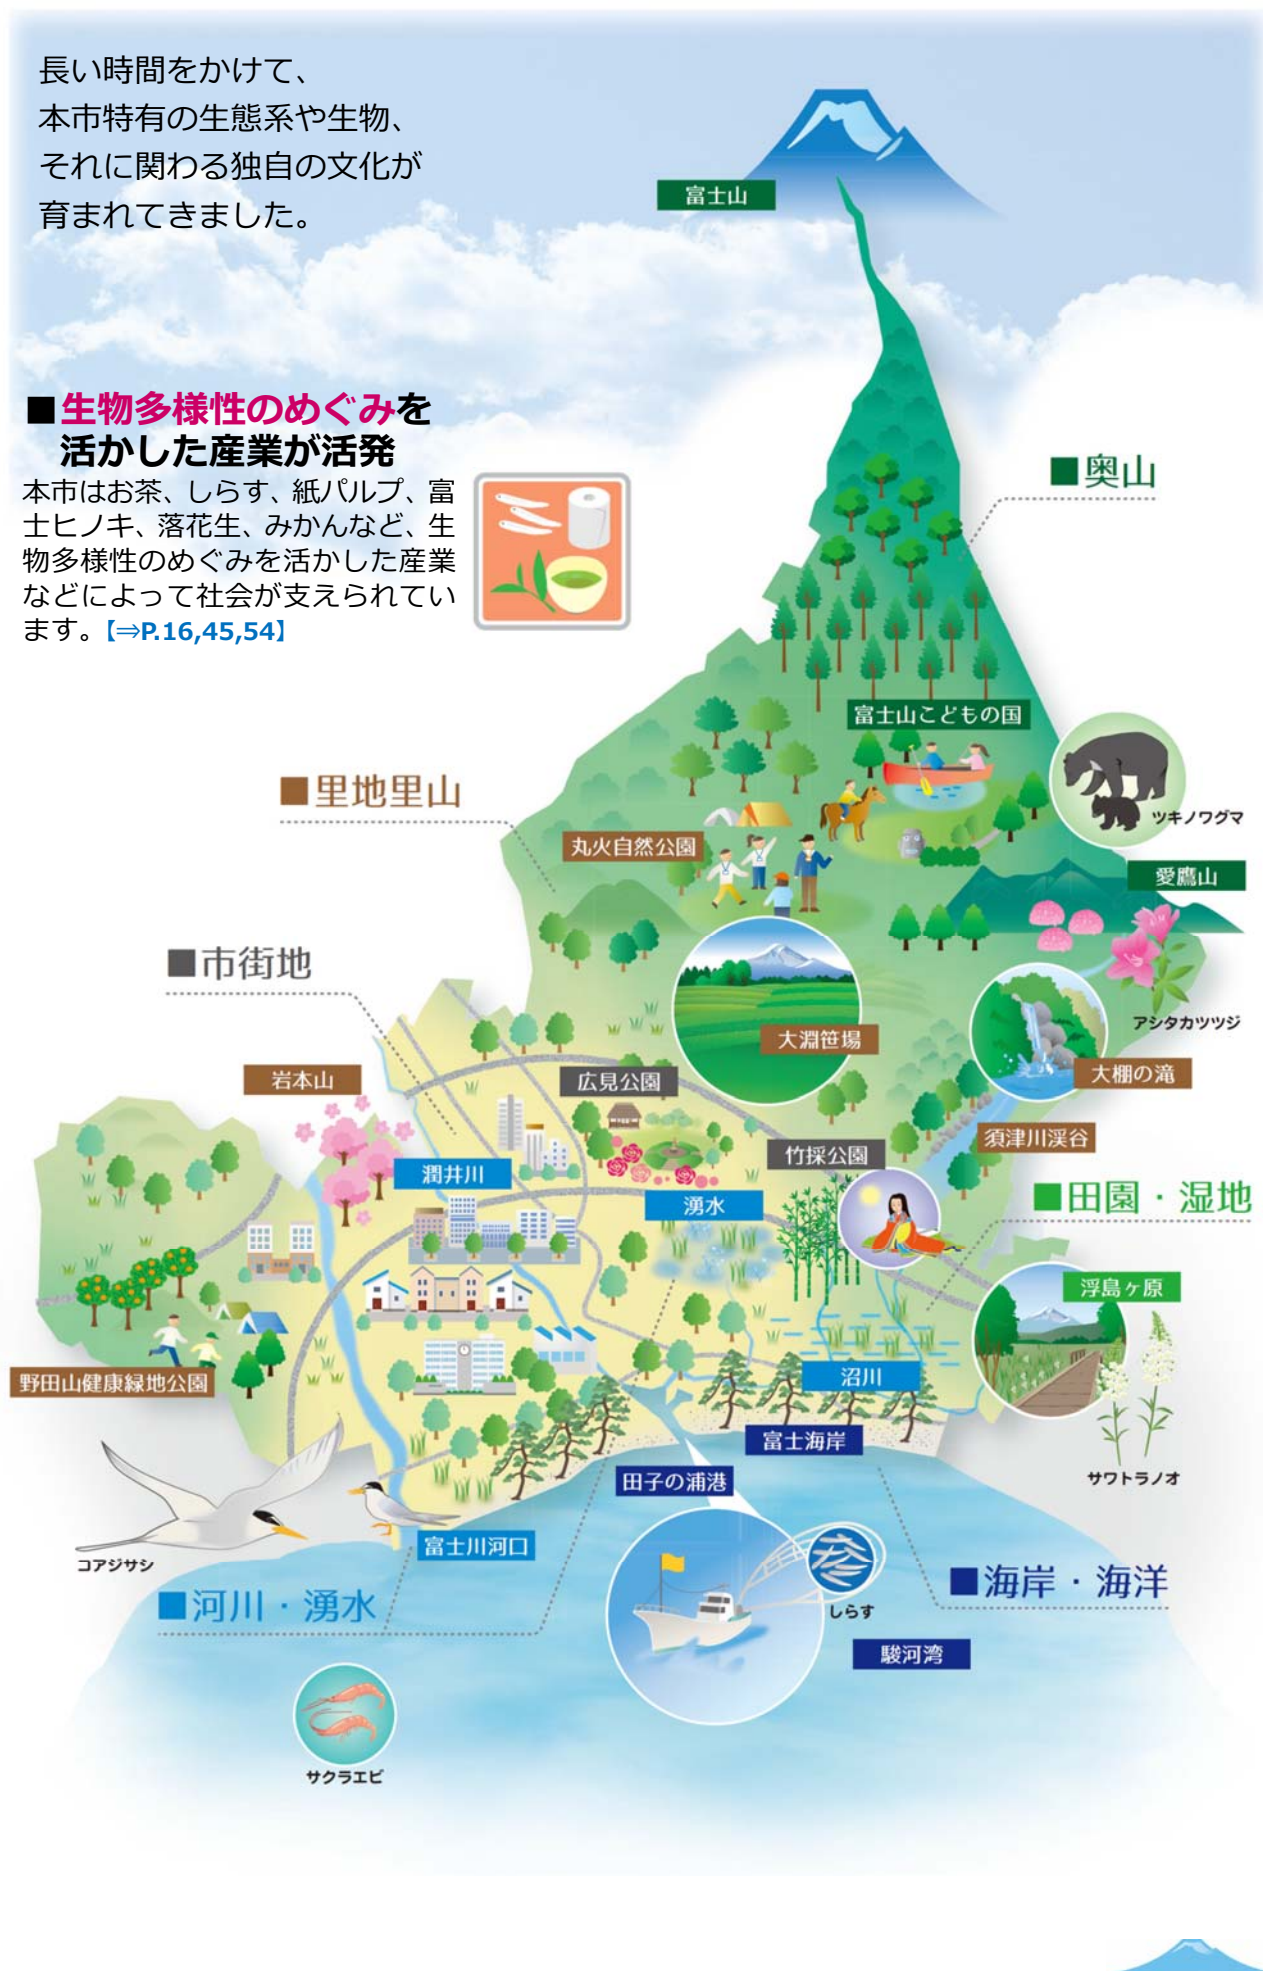 長い時間をかけて、
本市特有の生態系や生物、
それに関わる独自の文化が
育まれてきました。
富士山
■生物多様性のめぐみを
活かした産業が活発
本市はお茶、しらす、紙パルプ、富
士ヒノキ、落花生、みかんなど、生
物多様性のめぐみを活かした産業
などによって社会が支えられてい
ます。【⇒P.16,45,54】
■奥山
富士山こどもの国
ツキノワグマ
■里地里山
丸火自然公園
愛鷹山
アシタカツツジ
■市街地
大淵笹場
大棚の滝
岩本山
広見公園
須津川渓谷
竹採公園
潤井川
湧水
■田園・湿地
浮島ヶ原
野田山健康緑地公園
沼川
富士海岸
サワトラノオ
田子の浦港
コアジサシ
富士川河口
■河川・湧水
■海岸・海洋
しらす
駿河湾
サクラエビ